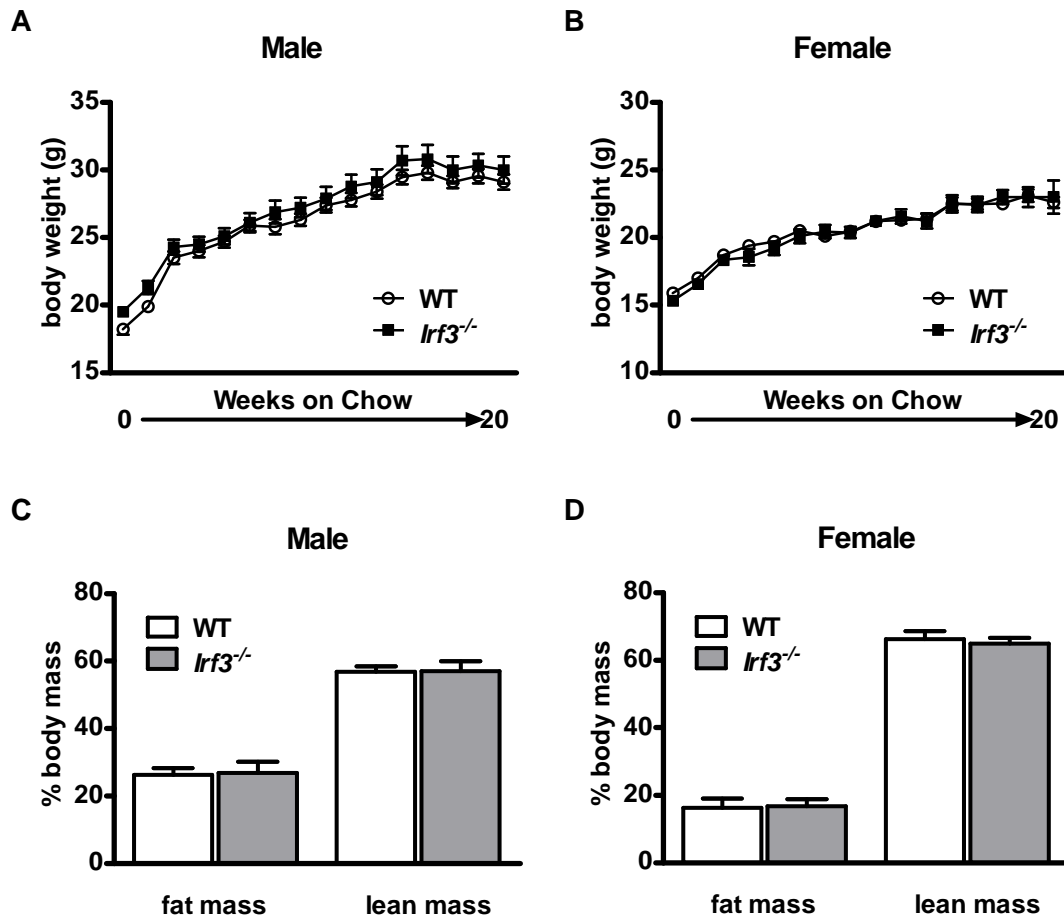 A
Male
body weight (g)
35
30
25
20
15
WT
Irf3-/-
Weeks on Chow
0
20
B
Female
body weight (g)
30
25
20
15
10
WT
Irf3-/-
Weeks on Chow
0
20
C
Male
% body mass
80
60
40
20
0
WT
Irf3-/-
fat mass
lean mass
D
Female
% body mass
80
60
40
20
0
WT
Irf3-/-
fat mass
lean mass